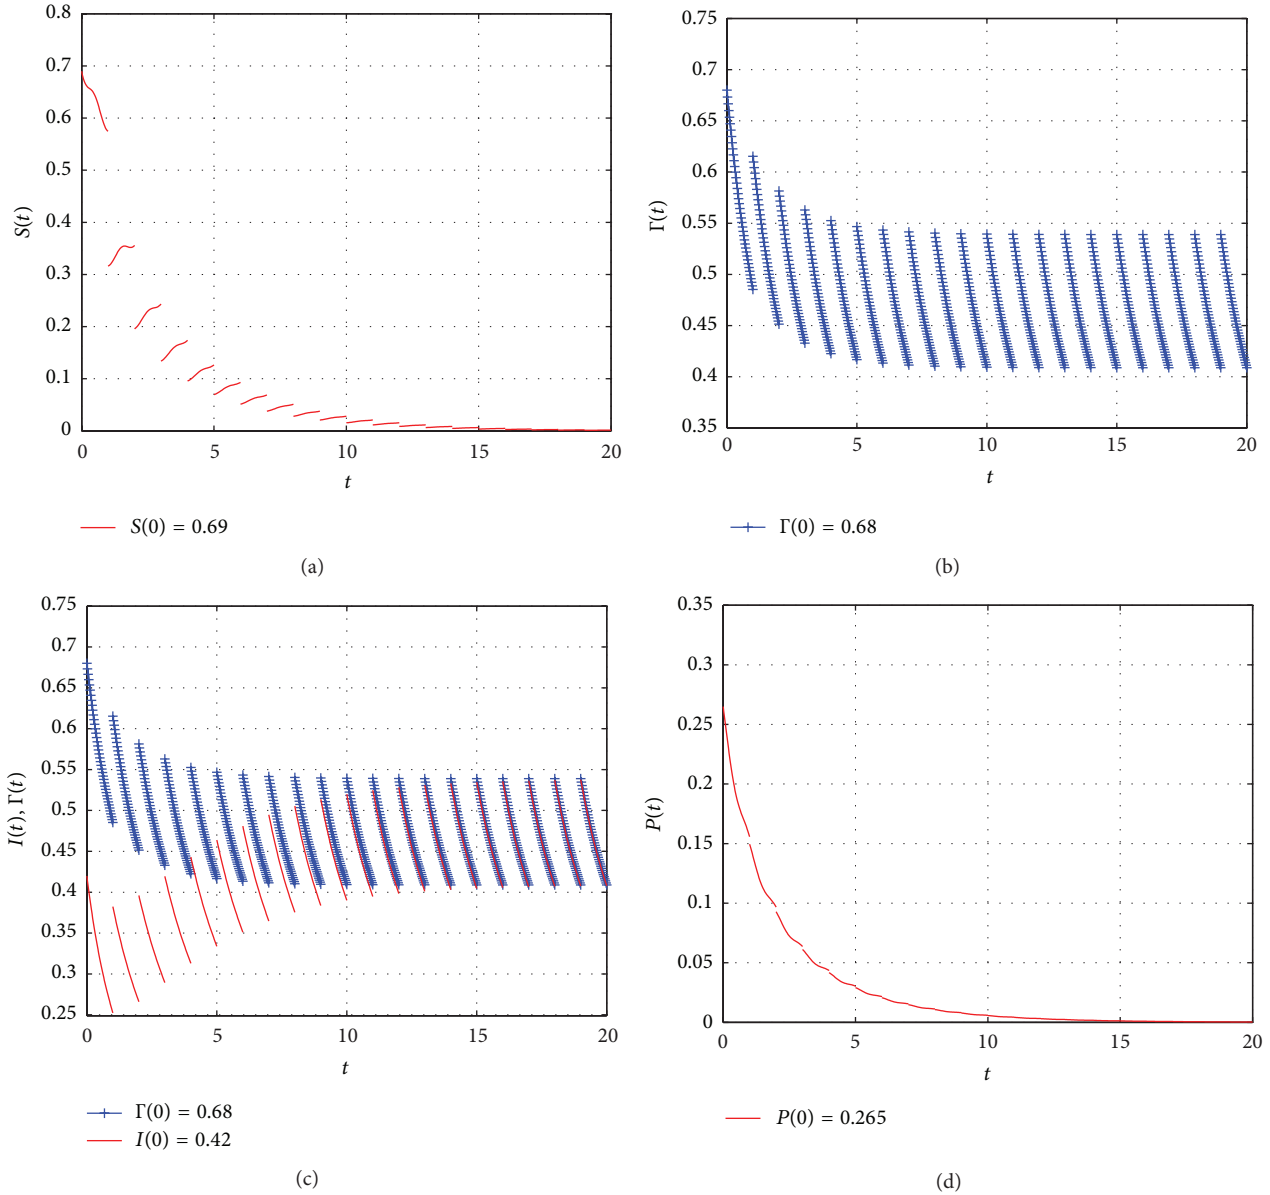 0.8
0.7
0.6
0.5
0.4
0.3
0.2
0.1
0
S(t)
0 5 10 15 20
t
S(0) = 0.69
(a)
0.75
0.7
0.65
0.6
0.55
0.5
0.45
0.4
0.35
Γ(t)
0 5 10 15 20
t
Γ(0) = 0.68
(b)
0.75
0.7
0.65
0.6
0.55
0.5
0.45
0.4
0.35
0.3
0.25
I(t), Γ(t)
0 5 10 15 20
t
Γ(0) = 0.68
I(0) = 0.42
(c)
0.35
0.3
0.25
0.2
0.15
0.1
0.05
0
P(t)
0 5 10 15 20
t
P(0) = 0.265
(d)